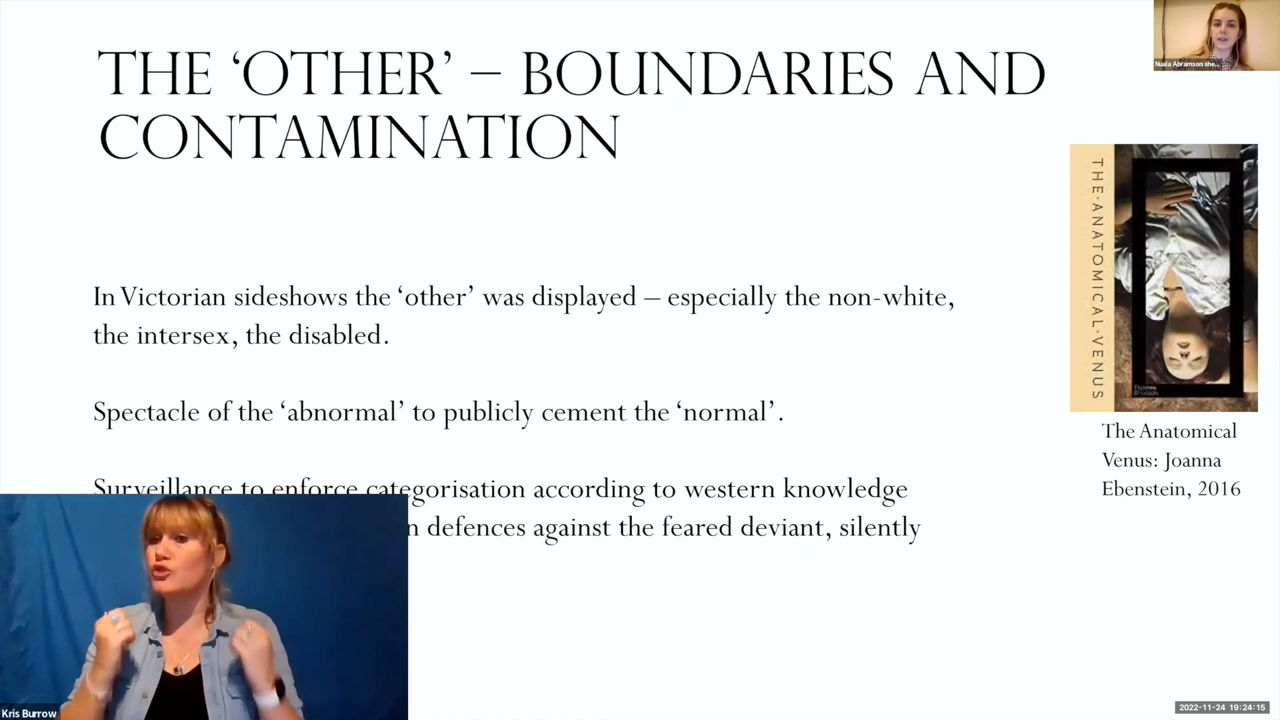 THE ‘OTHER’ – BOUNDARIES AND
CONTAMINATION
In Victorian sideshows the ‘other’ was displayed – especially the non-white,
the intersex, the disabled.
Spectacle of the ‘abnormal’ to publicly cement the ‘normal’.
Surveillance to enforce categorisation according to western knowledge
defences against the feared deviant, silently
THE·ANATOMICAL·VENUS
The Anatomical
Venus: Joanna
Ebenstein, 2016
Nuala Abramson she...
Kris Burrow
2022-11-24 19:24:15